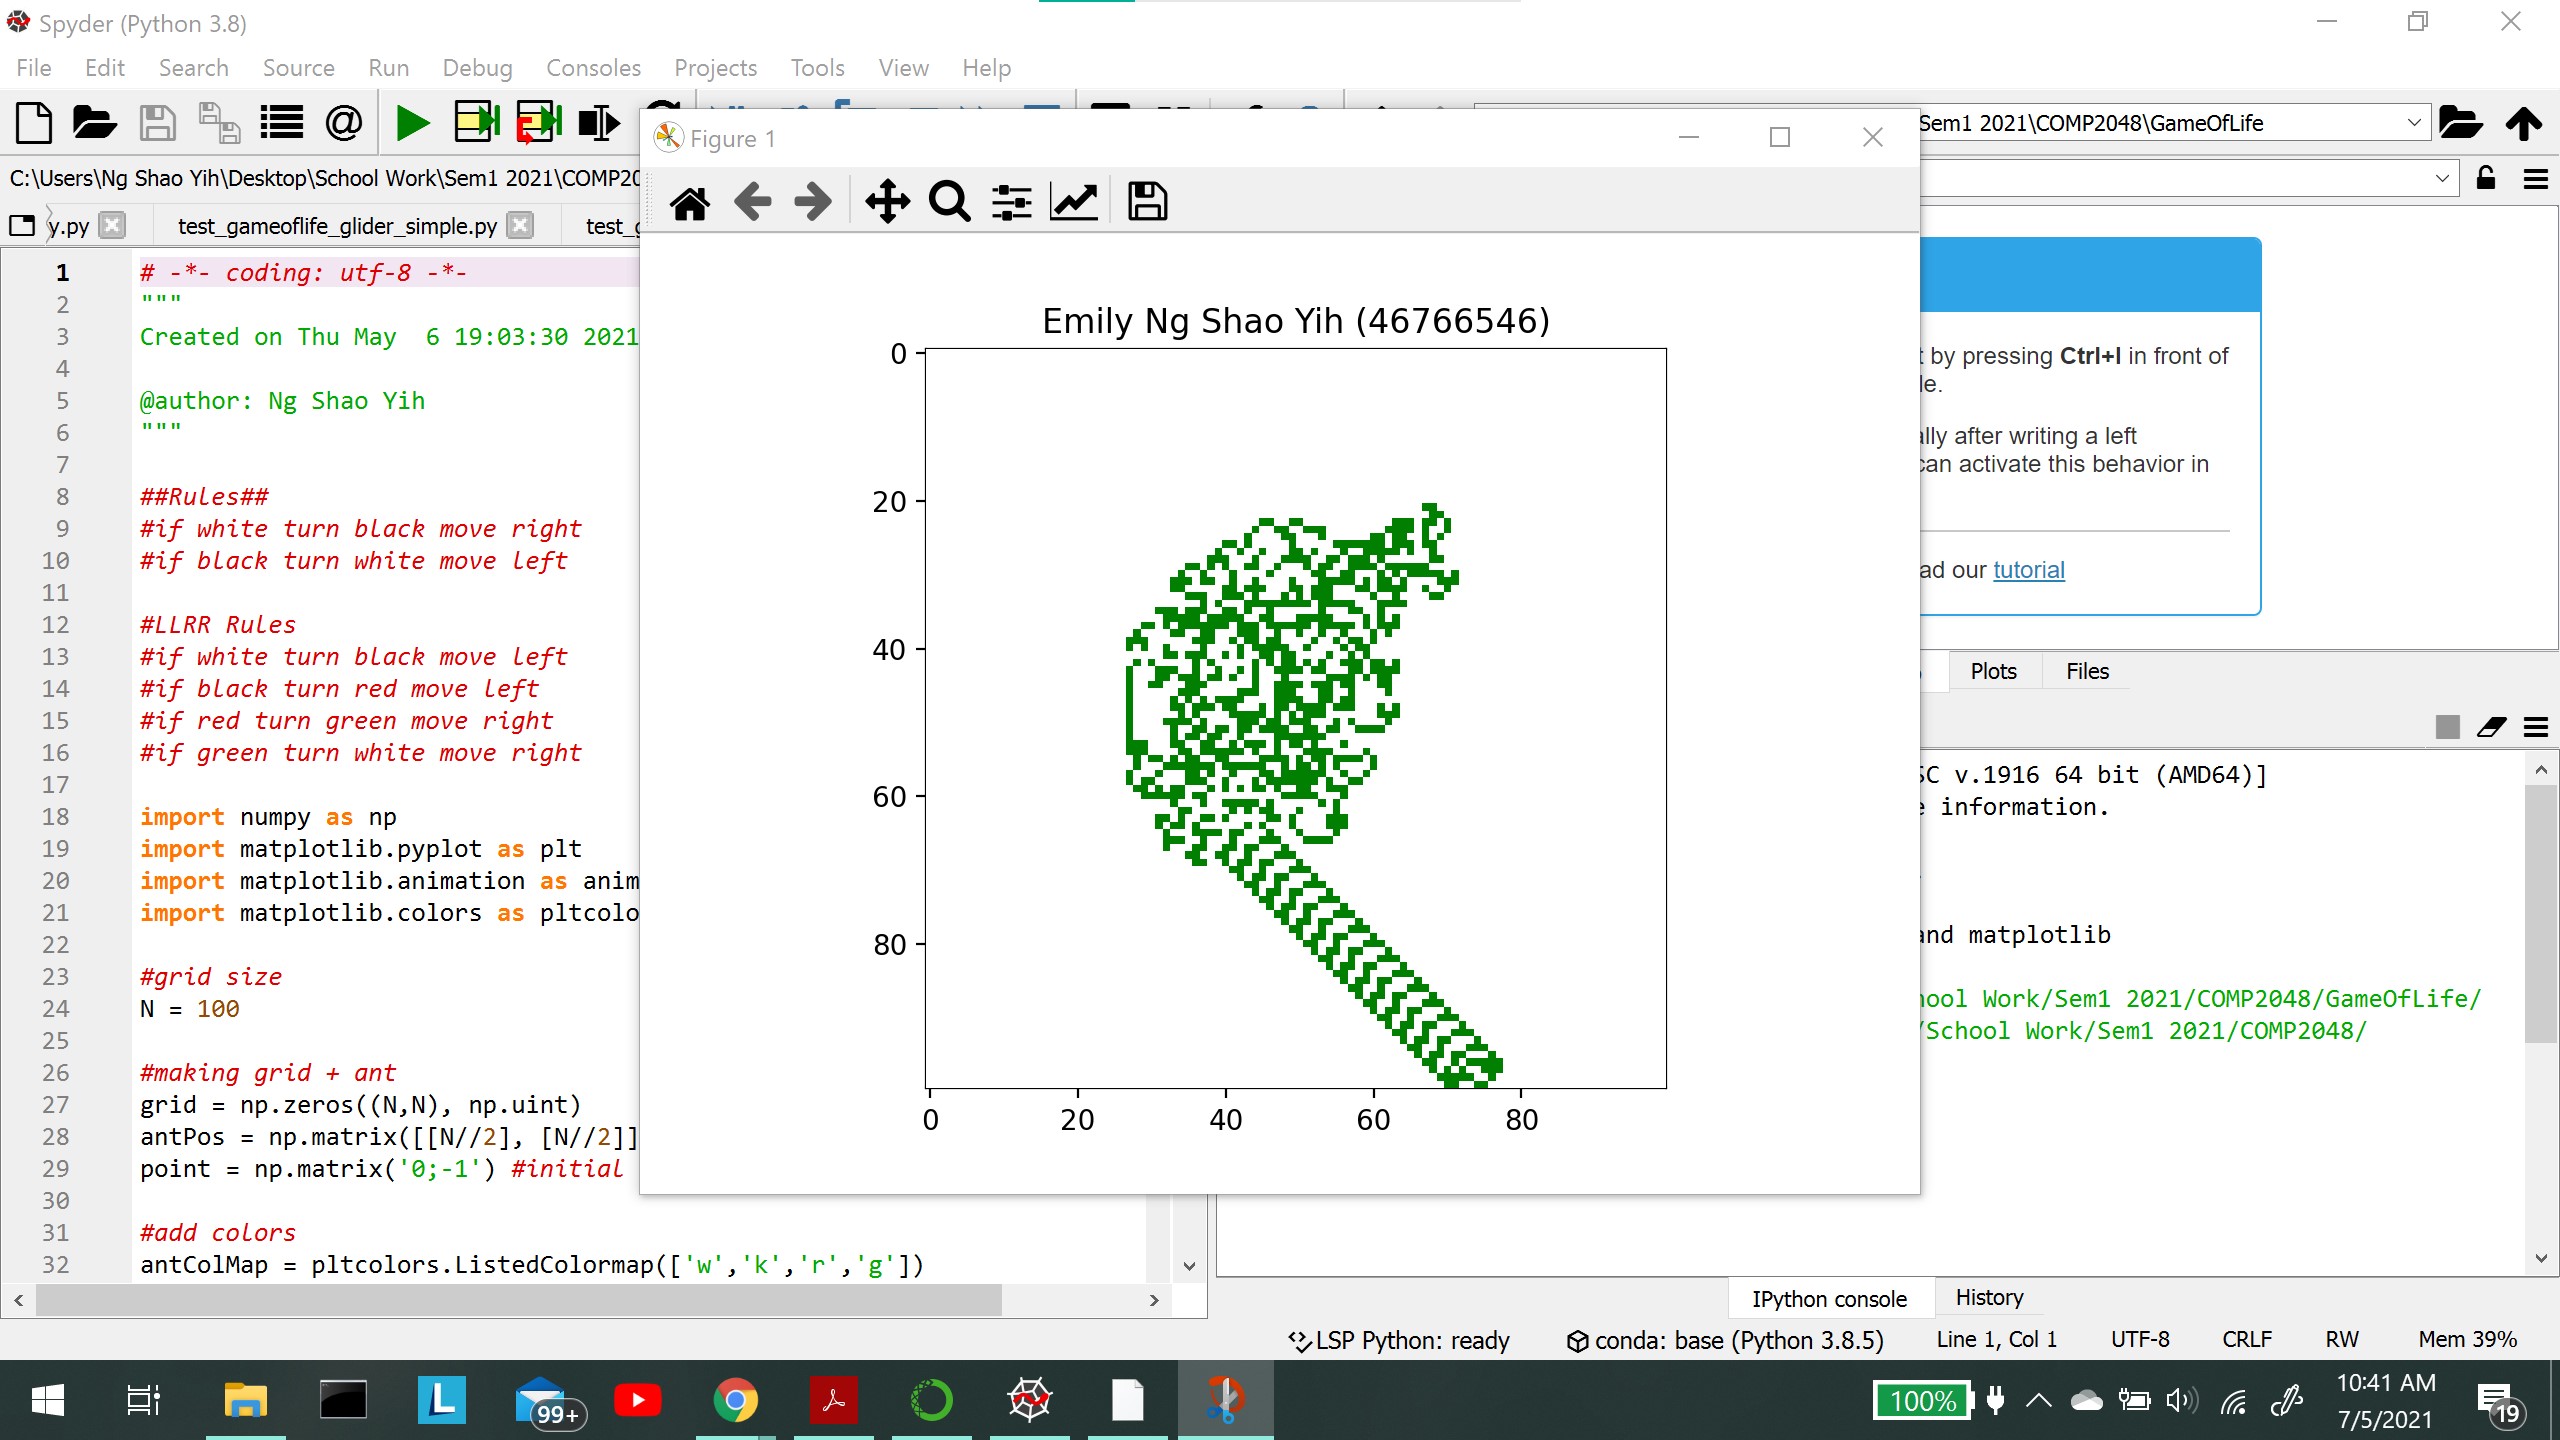 Spyder (Python 3.8)
File Edit Search Source Run Debug Consoles Projects Tools View Help
Sem1 2021\COMP2048\GameOfLife
C:\Users\Ng Shao Yih\Desktop\School Work\Sem1 2021\COMP20
y.py test_gameoflife_glider_simple.py
1 # -*- coding: utf-8 -*-
2 """
3 Created on Thu May  6 19:03:30 2021
4
5 @author: Ng Shao Yih
6 """
7
8 ##Rules##
9 #if white turn black move right
10 #if black turn white move left
11
12 #LLRR Rules
13 #if white turn black move left
14 #if black turn red move left
15 #if red turn green move right
16 #if green turn white move right
17
18 import numpy as np
19 import matplotlib.pyplot as plt
20 import matplotlib.animation as anim
21 import matplotlib.colors as pltcolo
22
23 #grid size
24 N = 100
25
26 #making grid + ant
27 grid = np.zeros((N,N), np.uint)
28 antPos = np.matrix([[N//2], [N//2]]
29 point = np.matrix('0;-1') #initial
30
31 #add colors
32 antColMap = pltcolors.ListedColormap(['w','k','r','g'])
Figure 1
Emily Ng Shao Yih (46766546)
0
20
40
60
80
0 20 40 60 80
by pressing Ctrl+I in front of
le.
ally after writing a left
can activate this behavior in
ad our tutorial
Plots Files
SC v.1916 64 bit (AMD64)]
information.
and matplotlib
hool Work/Sem1 2021/COMP2048/GameOfLife/
/School Work/Sem1 2021/COMP2048/
IPython console History
LSP Python: ready conda: base (Python 3.8.5) Line 1, Col 1 UTF-8 CRLF RW Mem 39%
99+
100%
10:41 AM
7/5/2021
19